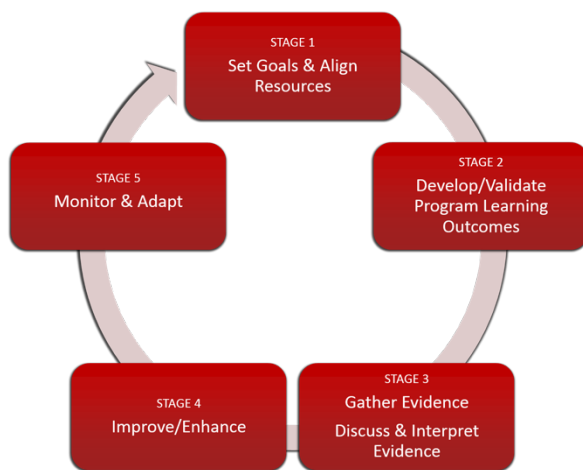 STAGE 1
Set Goals & Align
Resources
STAGE 2
Develop/Validate
Program Learning
Outcomes
STAGE 3
Gather Evidence
Discuss & Interpret
Evidence
STAGE 4
Improve/Enhance
STAGE 5
Monitor & Adapt